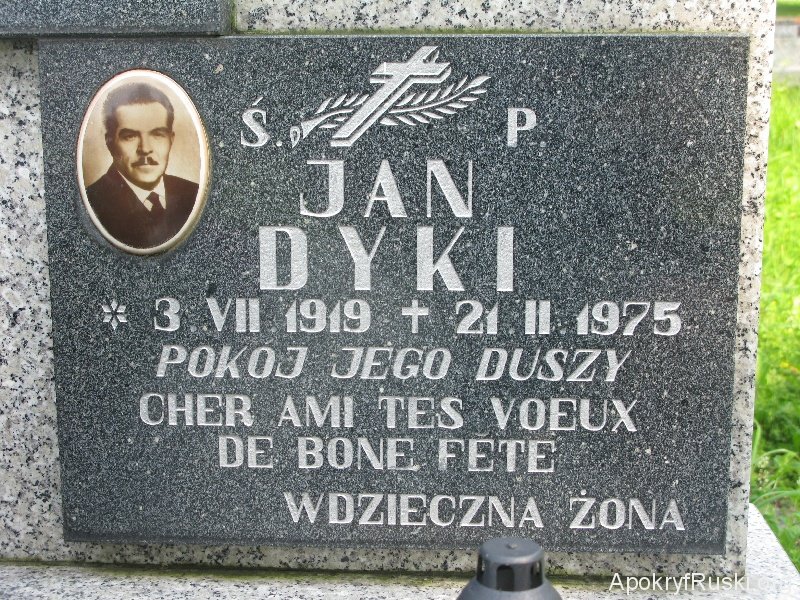 Ś. P.
JAN
DYKI
* 3 VII 1919 + 21 II 1975
POKOJ JEGO DUSZY
CHER AMI TES VOEUX
DE BONE FETE
WDZIECZNA ŻONA
ApokryfRuski